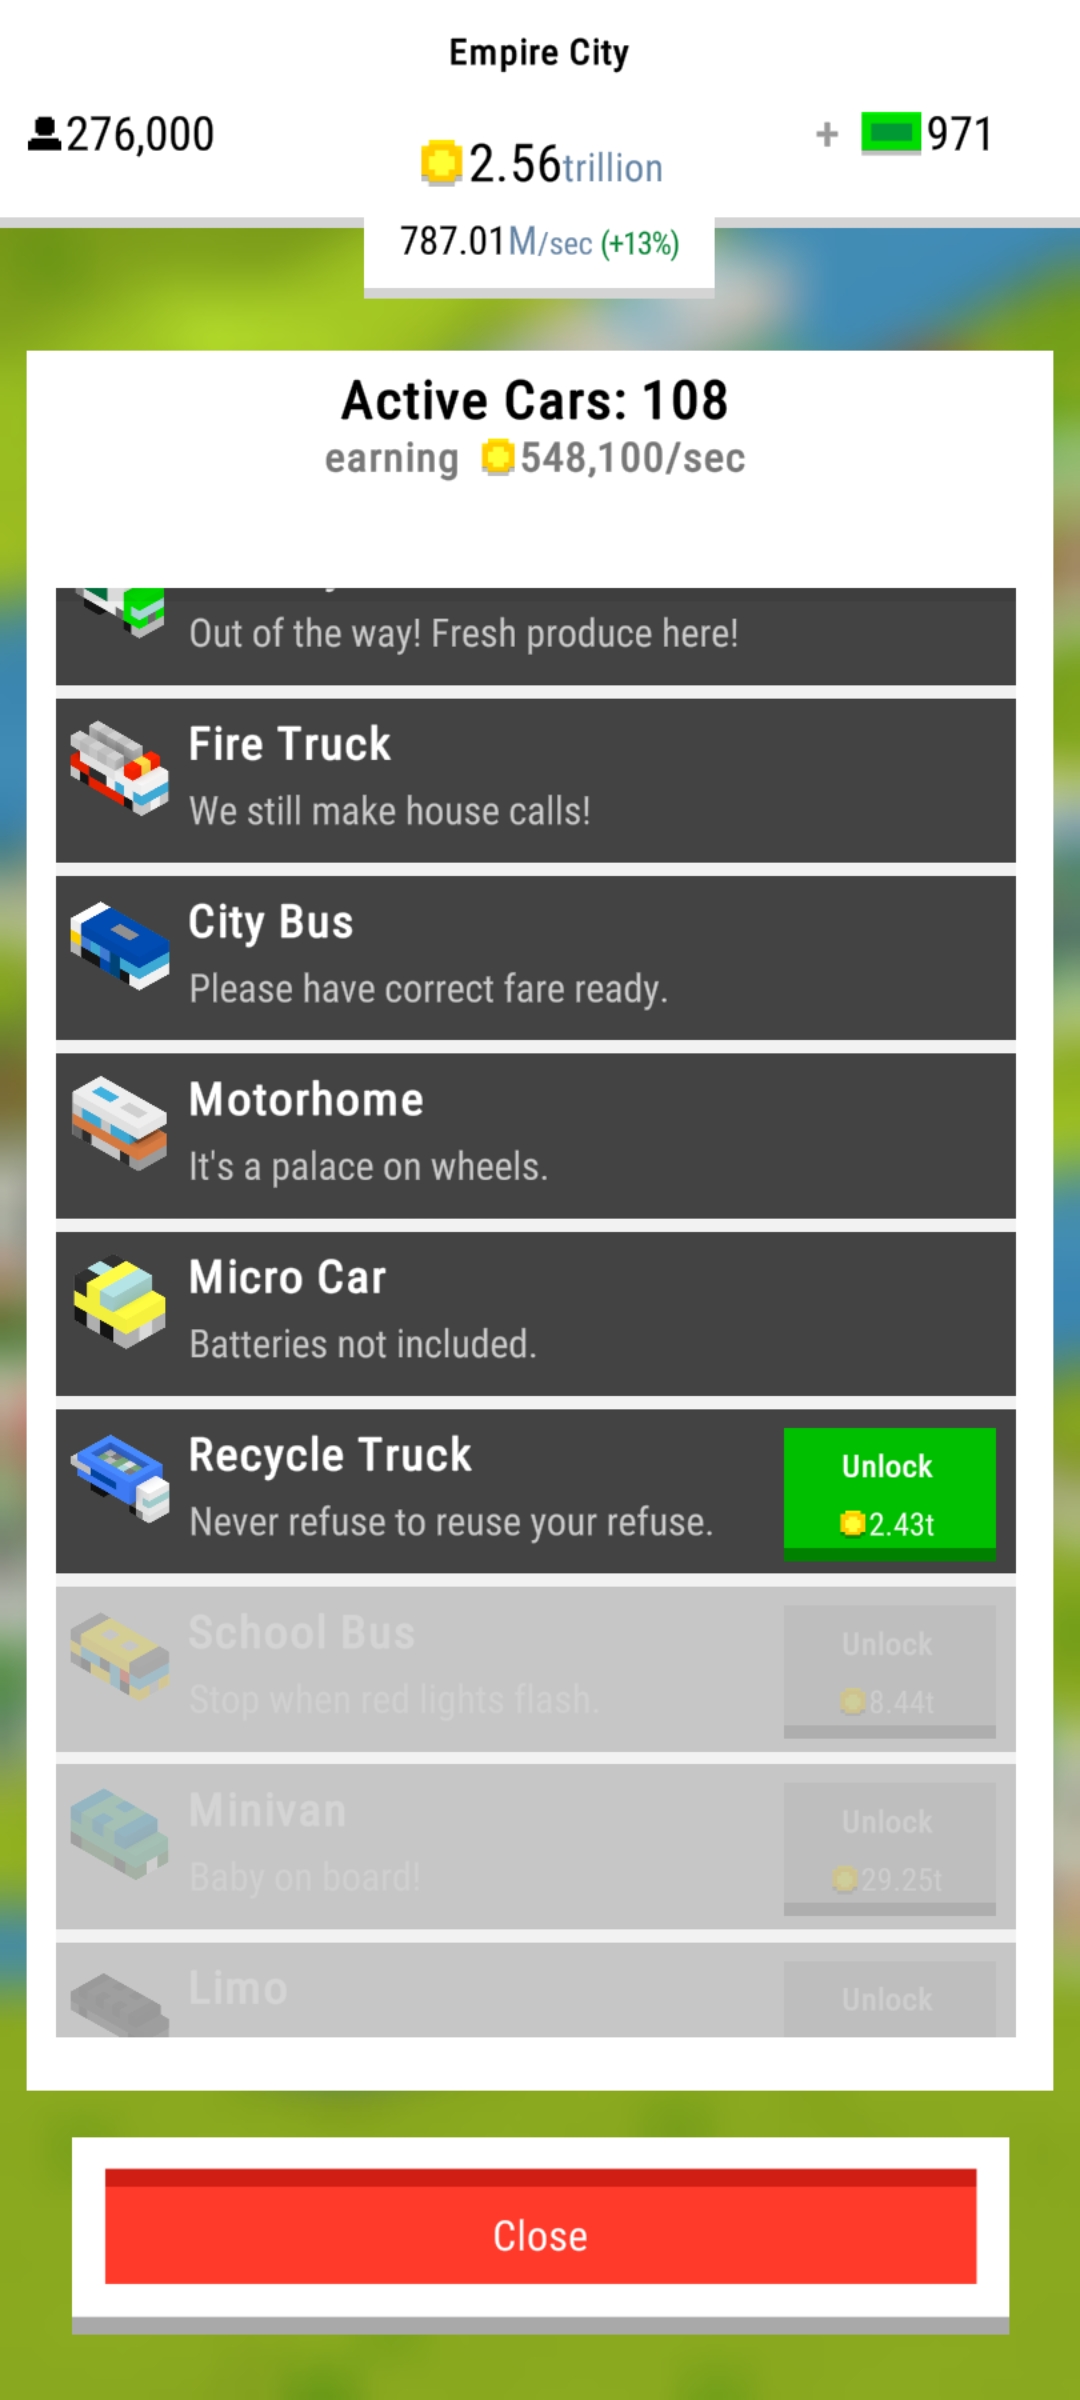 Empire City
276,000
2.56trillion
+ 971
787.01M/sec (+13%)
Active Cars: 108
earning 548,100/sec
Out of the way! Fresh produce here!
Fire Truck
We still make house calls!
City Bus
Please have correct fare ready.
Motorhome
It's a palace on wheels.
Micro Car
Batteries not included.
Recycle Truck
Never refuse to reuse your refuse.
Unlock
2.43t
School Bus
Stop when red lights flash.
Unlock
8.44t
Minivan
Baby on board!
Unlock
29.25t
Limo
Unlock
Close